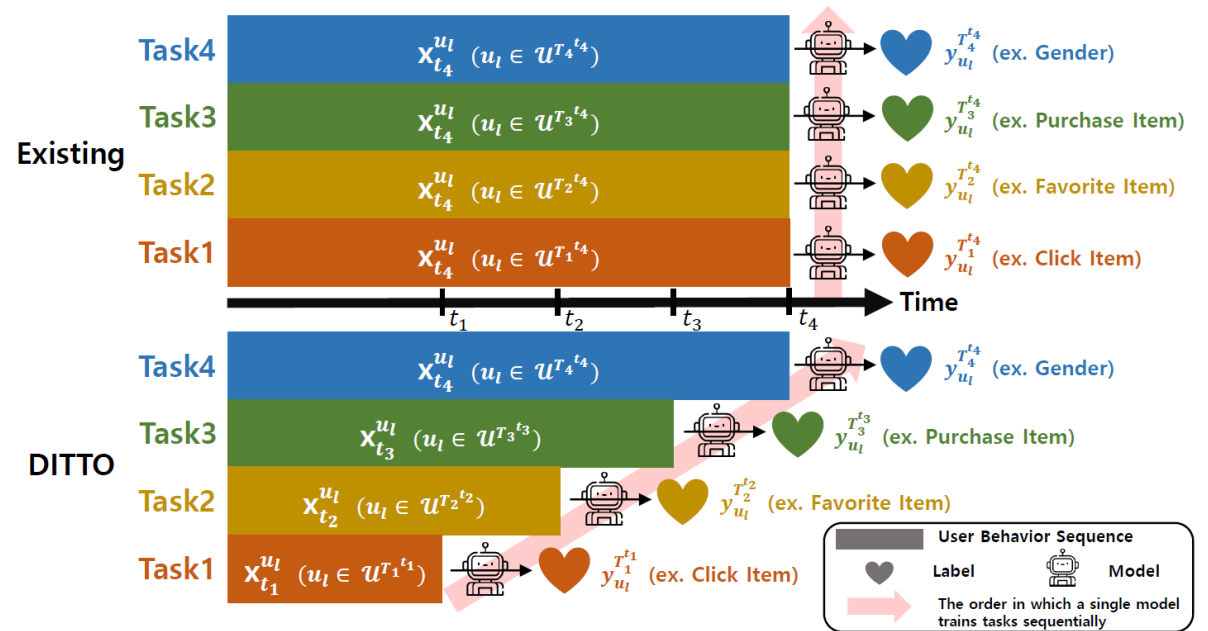 Existing
Task4 X_{t_4}^{u_l} (u_l ∈ 𝒰^{T_4^{t_4}}) y_{u_l}^{T_4^{t_4}} (ex. Gender)
Task3 X_{t_4}^{u_l} (u_l ∈ 𝒰^{T_3^{t_4}}) y_{u_l}^{T_3^{t_4}} (ex. Purchase Item)
Task2 X_{t_4}^{u_l} (u_l ∈ 𝒰^{T_2^{t_4}}) y_{u_l}^{T_2^{t_4}} (ex. Favorite Item)
Task1 X_{t_4}^{u_l} (u_l ∈ 𝒰^{T_1^{t_4}}) y_{u_l}^{T_1^{t_4}} (ex. Click Item)
Time
t_1 t_2 t_3 t_4
DITTO
Task4 X_{t_4}^{u_l} (u_l ∈ 𝒰^{T_4^{t_4}}) y_{u_l}^{T_4^{t_4}} (ex. Gender)
Task3 X_{t_3}^{u_l} (u_l ∈ 𝒰^{T_3^{t_3}}) y_{u_l}^{T_3^{t_3}} (ex. Purchase Item)
Task2 X_{t_2}^{u_l} (u_l ∈ 𝒰^{T_2^{t_2}}) y_{u_l}^{T_2^{t_2}} (ex. Favorite Item)
Task1 X_{t_1}^{u_l} (u_l ∈ 𝒰^{T_1^{t_1}}) y_{u_l}^{T_1^{t_1}} (ex. Click Item)
User Behavior Sequence
Label Model
The order in which a single model
trains tasks sequentially